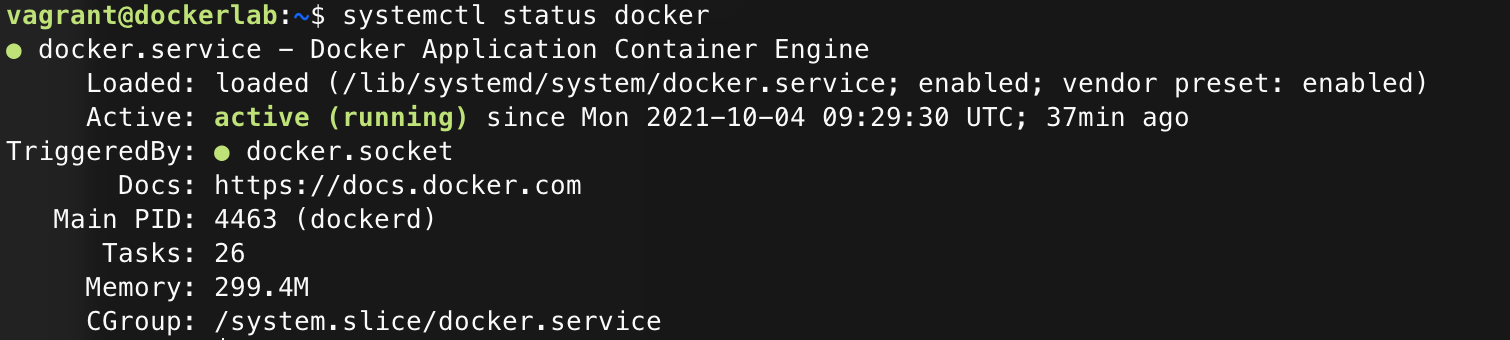 vagrant@dockerlab:~$ systemctl status docker
● docker.service – Docker Application Container Engine
Loaded: loaded (/lib/systemd/system/docker.service; enabled; vendor preset: enabled)
Active: active (running) since Mon 2021-10-04 09:29:30 UTC; 37min ago
TriggeredBy: ● docker.socket
Docs: https://docs.docker.com
Main PID: 4463 (dockerd)
Tasks: 26
Memory: 299.4M
CGroup: /system.slice/docker.service